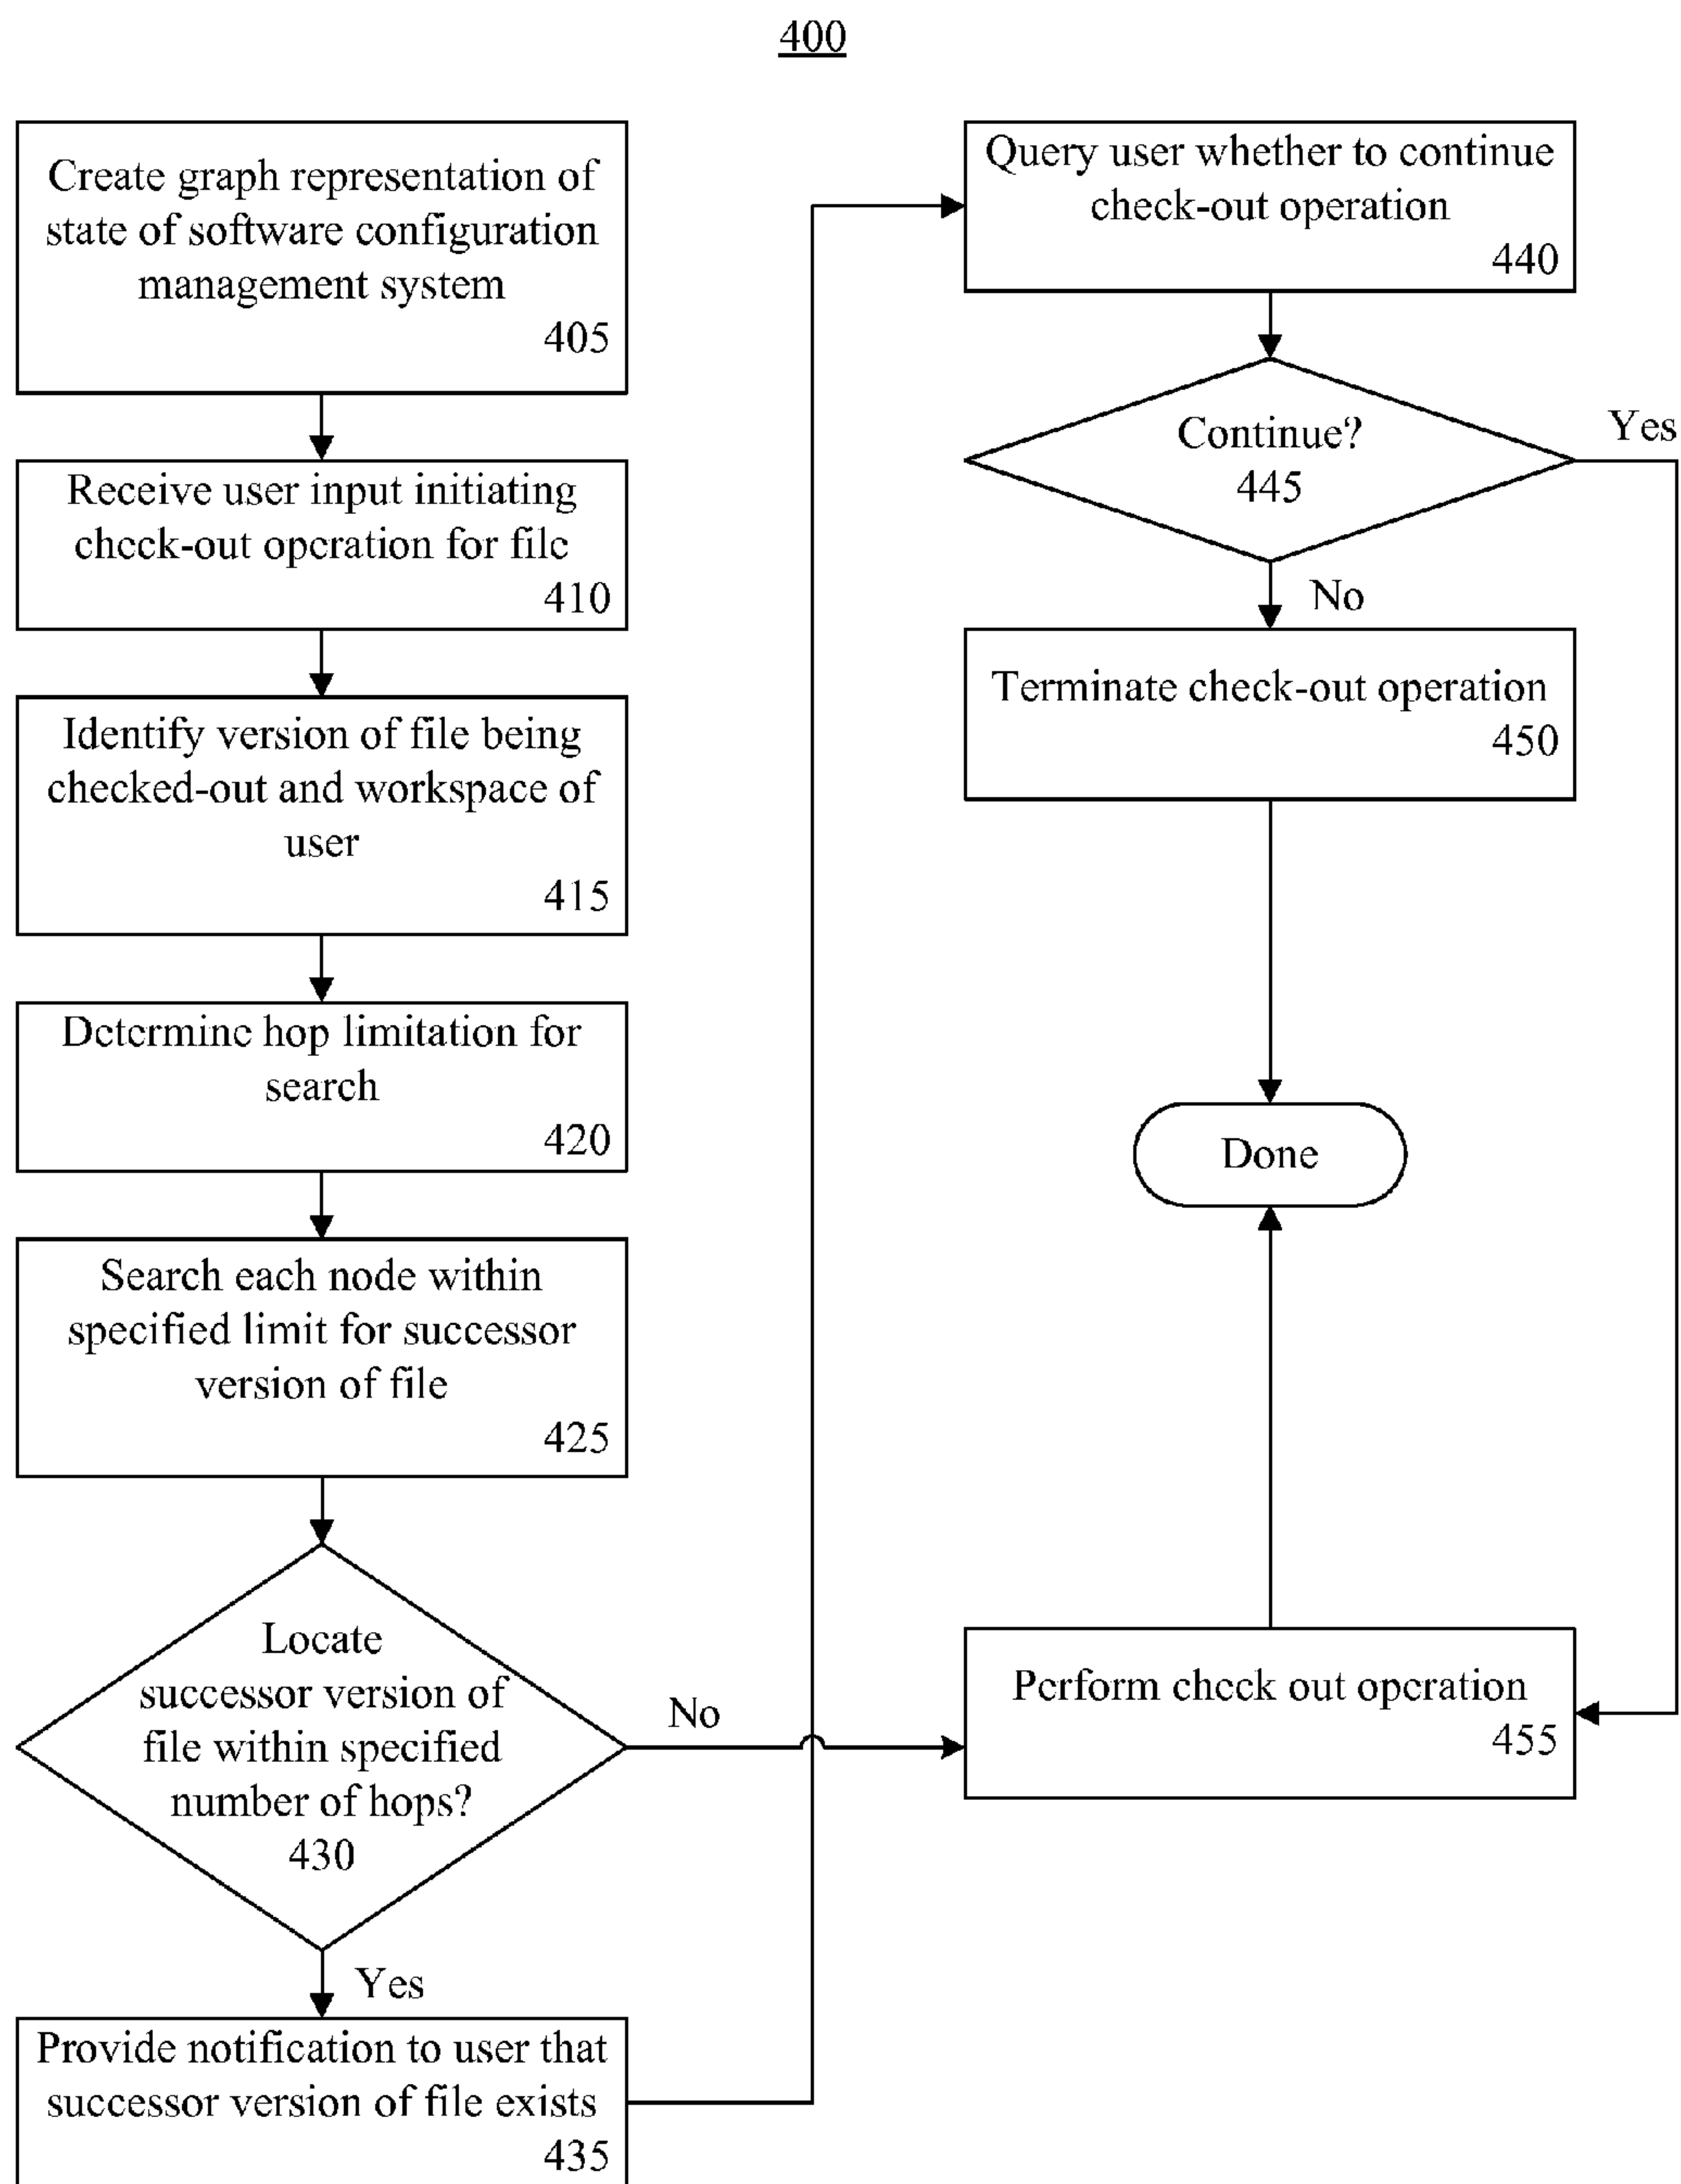 400
Create graph representation of
state of software configuration
management system
405
Receive user input initiating
check-out operation for file
410
Identify version of file being
checked-out and workspace of
user
415
Determine hop limitation for
search
420
Search each node within
specified limit for successor
version of file
425
Locate
successor version of
file within specified
number of hops?
430
No
Yes
Provide notification to user that
successor version of file exists
435
Query user whether to continue
check-out operation
440
Continue?
445
Yes
No
Terminate check-out operation
450
Done
Perform check out operation
455